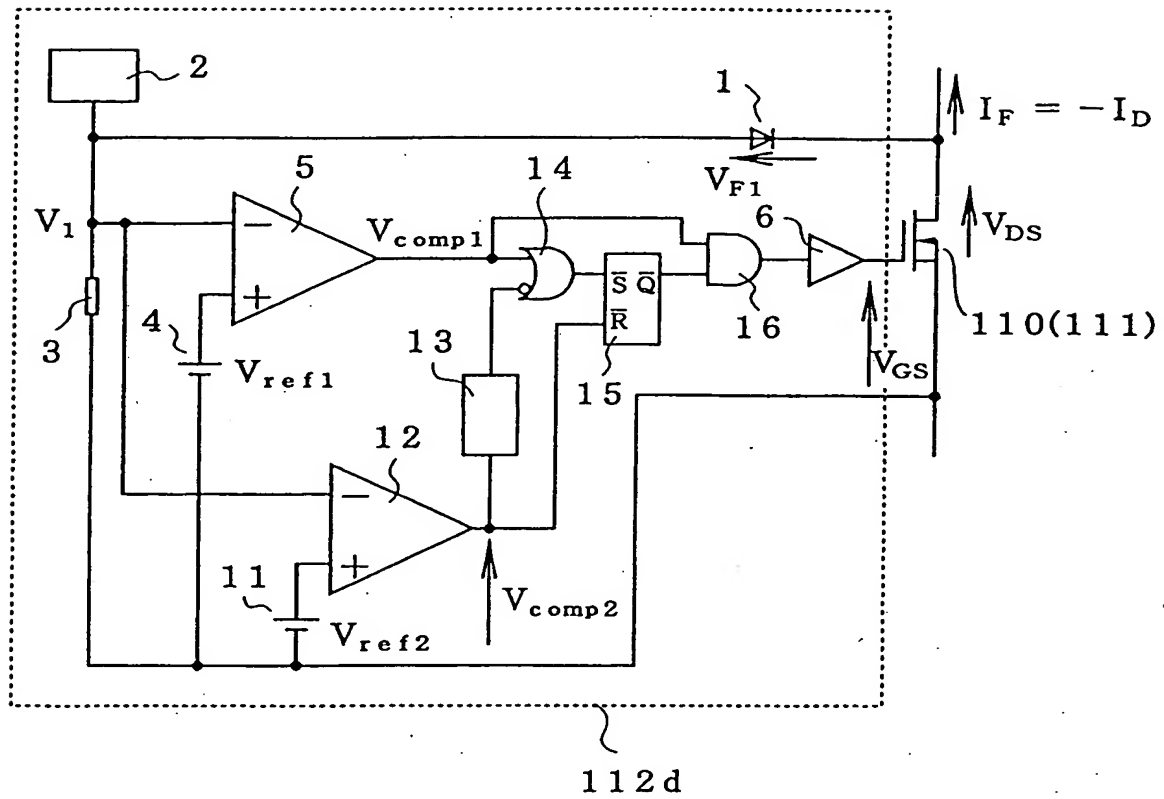 2
1
I_F = −I_D
V_F1
5
14
V_1
V_comp1
6
V_DS
−
+
S̅ Q̅
R̅
16
3
4
V_ref1
13
15
V_GS
110(111)
12
−
+
11
V_ref2
V_comp2
112d